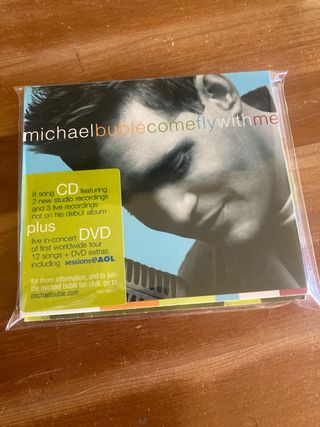 michaelbublécomeflywithme
8 song CD featuring
2 new studio recordings
and 3 live recordings
not on his debut album
plus
live in-concert DVD
of first worldwide tour
12 songs + DVD extras
including sessions@AOL
for more information, and to join
the michael bublé fan club, go to
michaelbuble.com